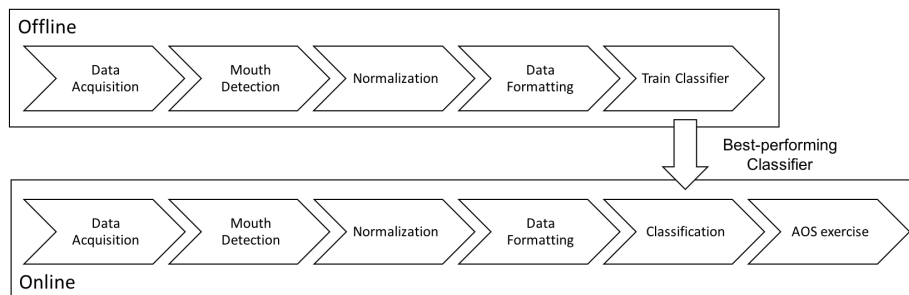 Offline
Data
Acquisition
Mouth
Detection
Normalization
Data
Formatting
Train Classifier
Best-performing
Classifier
Data
Acquisition
Mouth
Detection
Normalization
Data
Formatting
Classification
AOS exercise
Online